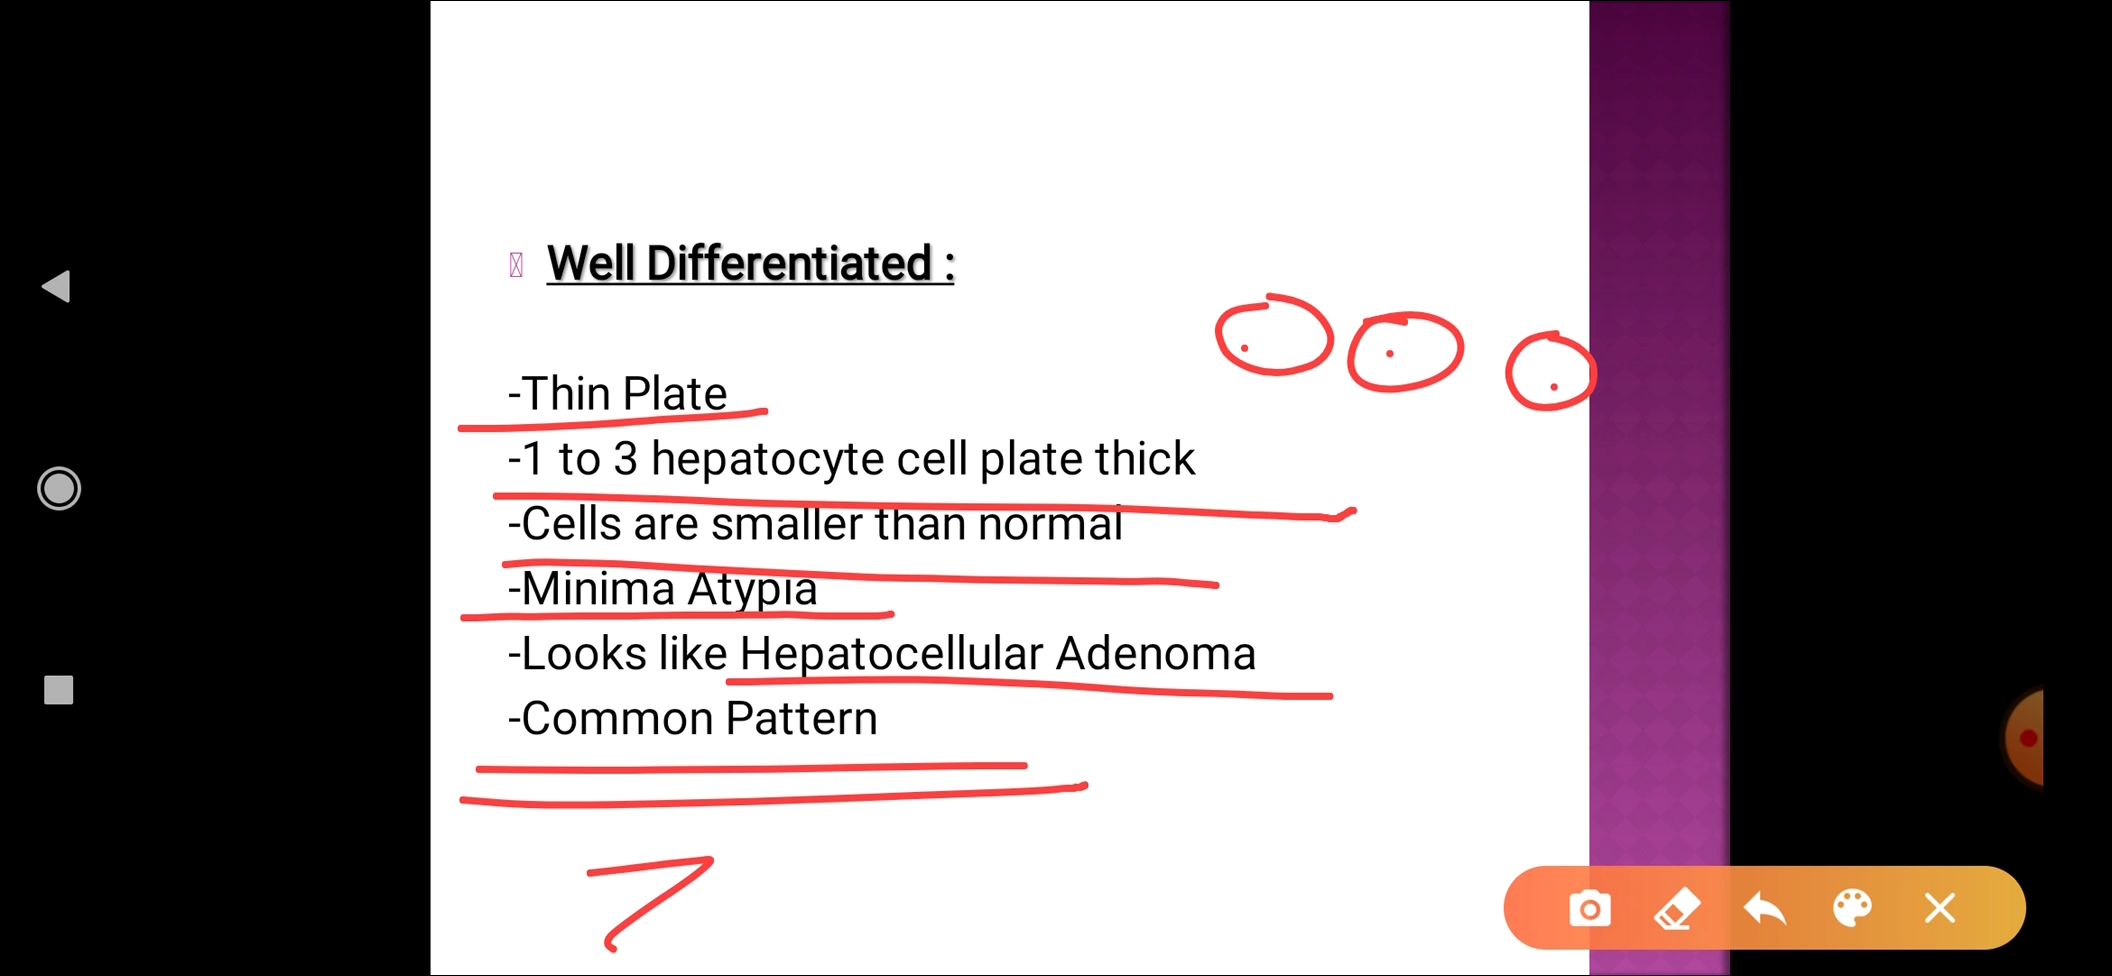 Well Differentiated :
-Thin Plate
-1 to 3 hepatocyte cell plate thick
-Cells are smaller than normal
-Minima Atypia
-Looks like Hepatocellular Adenoma
-Common Pattern